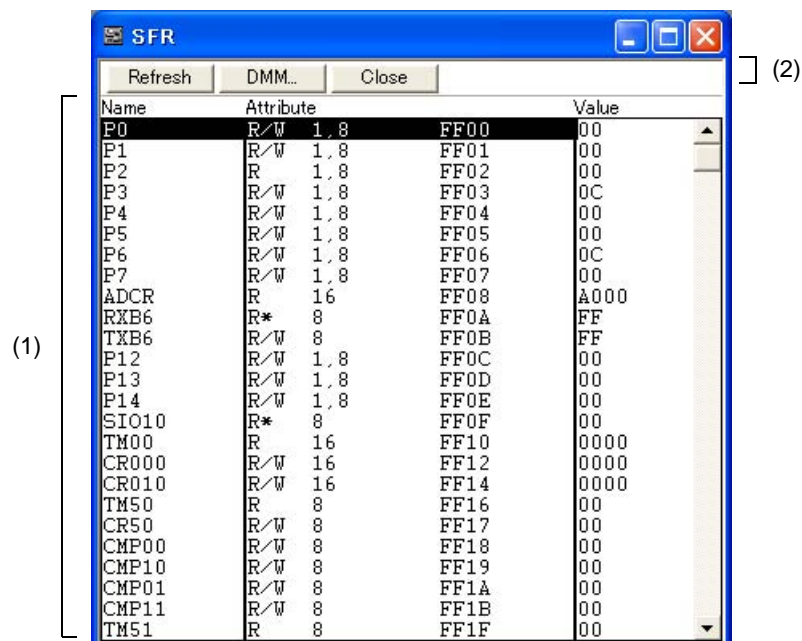 SFR
Refresh DMM... Close
(2)
Name Attribute Value
P0 R/W 1,8 FF00 00
P1 R/W 1,8 FF01 00
P2 R 1,8 FF02 00
P3 R/W 1,8 FF03 0C
P4 R/W 1,8 FF04 00
P5 R/W 1,8 FF05 00
P6 R/W 1,8 FF06 0C
P7 R/W 1,8 FF07 00
ADCR R 16 FF08 A000
RXB6 R* 8 FF0A FF
TXB6 R/W 8 FF0B FF
(1)
P12 R/W 1,8 FF0C 00
P13 R/W 1,8 FF0D 00
P14 R/W 1,8 FF0E 00
SIO10 R* 8 FF0F 00
TM00 R 16 FF10 0000
CR000 R/W 16 FF12 0000
CR010 R/W 16 FF14 0000
TM50 R 8 FF16 00
CR50 R/W 8 FF17 00
CMP00 R/W 8 FF18 00
CMP10 R/W 8 FF19 00
CMP01 R/W 8 FF1A 00
CMP11 R/W 8 FF1B 00
TM51 R 8 FF1F 00